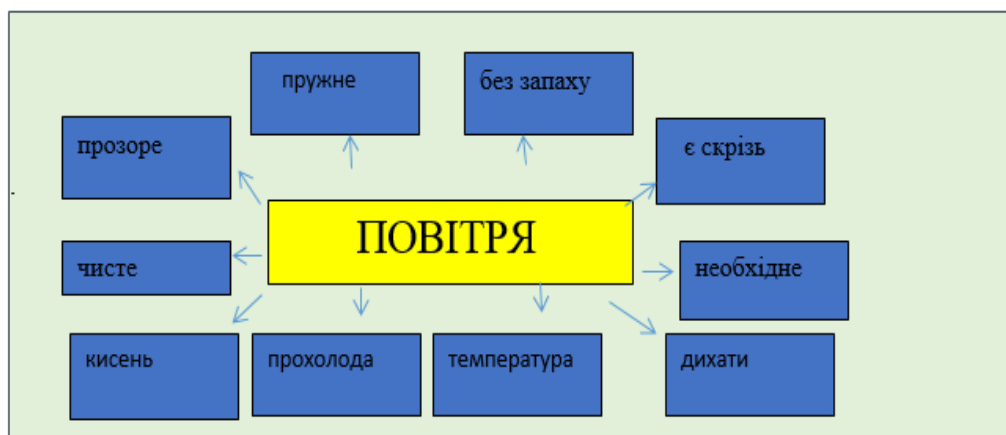 пружне
без запаху
прозоре
є скрізь
ПОВІТРЯ
чисте
необхідне
кисень
прохолода
температура
дихати